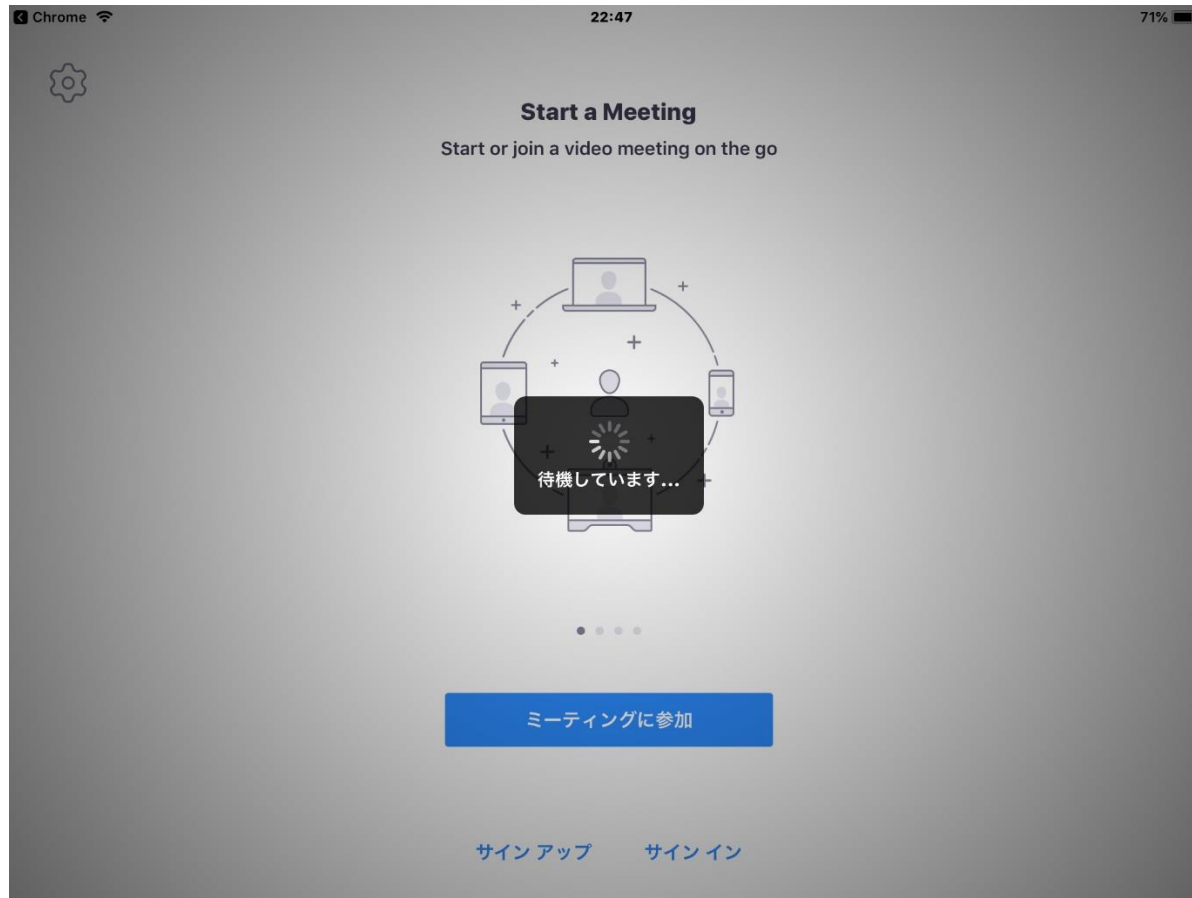 Chrome
22:47
71%
Start a Meeting
Start or join a video meeting on the go
待機しています...
ミーティングに参加
サイン アップ サイン イン